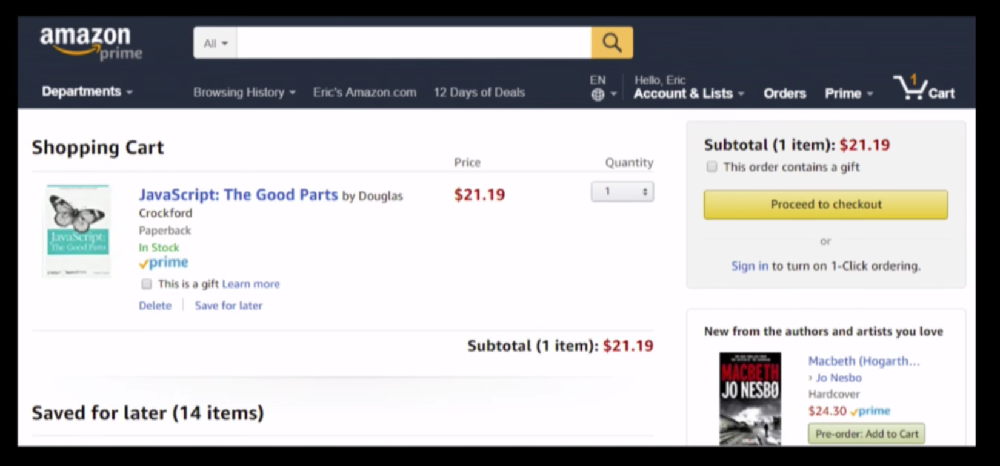 amazon
prime
All
EN
Hello, Eric
Departments
Browsing History
Eric's Amazon.com
12 Days of Deals
Account & Lists
Orders
Prime
1
Cart
Shopping Cart
Price
Quantity
JavaScript: The Good Parts by Douglas
Crockford
$21.19
1
Paperback
In Stock
prime
This is a gift Learn more
Delete
Save for later
JavaScript:
The Good Parts
Subtotal (1 item): $21.19
Saved for later (14 items)
Subtotal (1 item): $21.19
This order contains a gift
Proceed to checkout
or
Sign in to turn on 1-Click ordering.
New from the authors and artists you love
MACBETH
JO NESBO
Macbeth (Hogarth...
› Jo Nesbo
Hardcover
$24.30 prime
Pre-order: Add to Cart